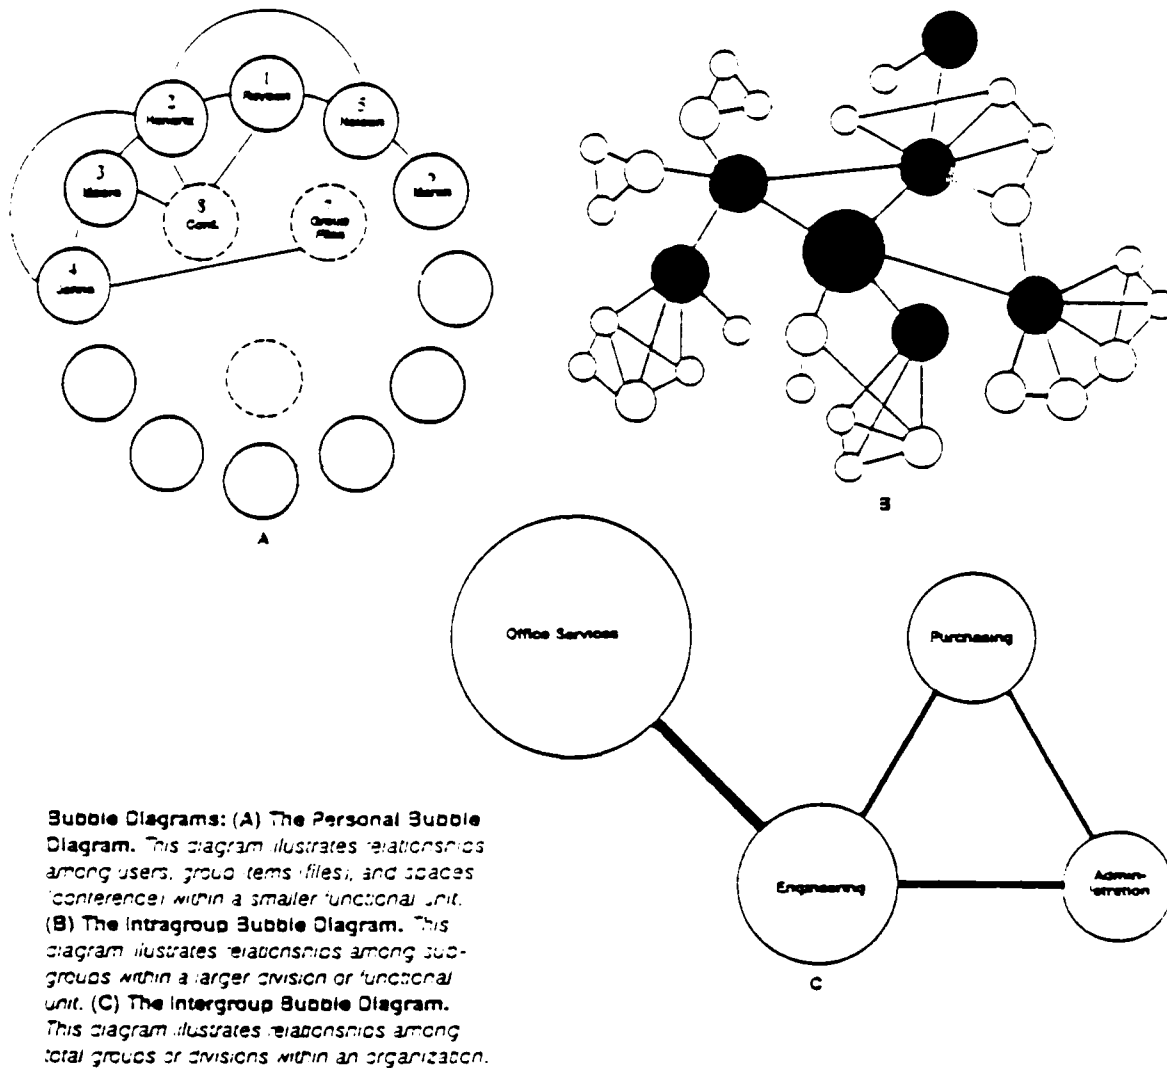 1
2
5
3
4
Moore
8
Conf.
Group
Files
A
B
Office Services
Purchasing
Engineering
Admin-
istration
C
Bubble Diagrams: (A) The Personal Bubble
Diagram. This diagram illustrates relationships
among users, group items (files), and spaces
(conference) within a smaller functional unit.
(B) The Intragroup Bubble Diagram. This
diagram illustrates relationships among sub-
groups within a larger division or functional
unit. (C) The Intergroup Bubble Diagram.
This diagram illustrates relationships among
total groups or divisions within an organization.